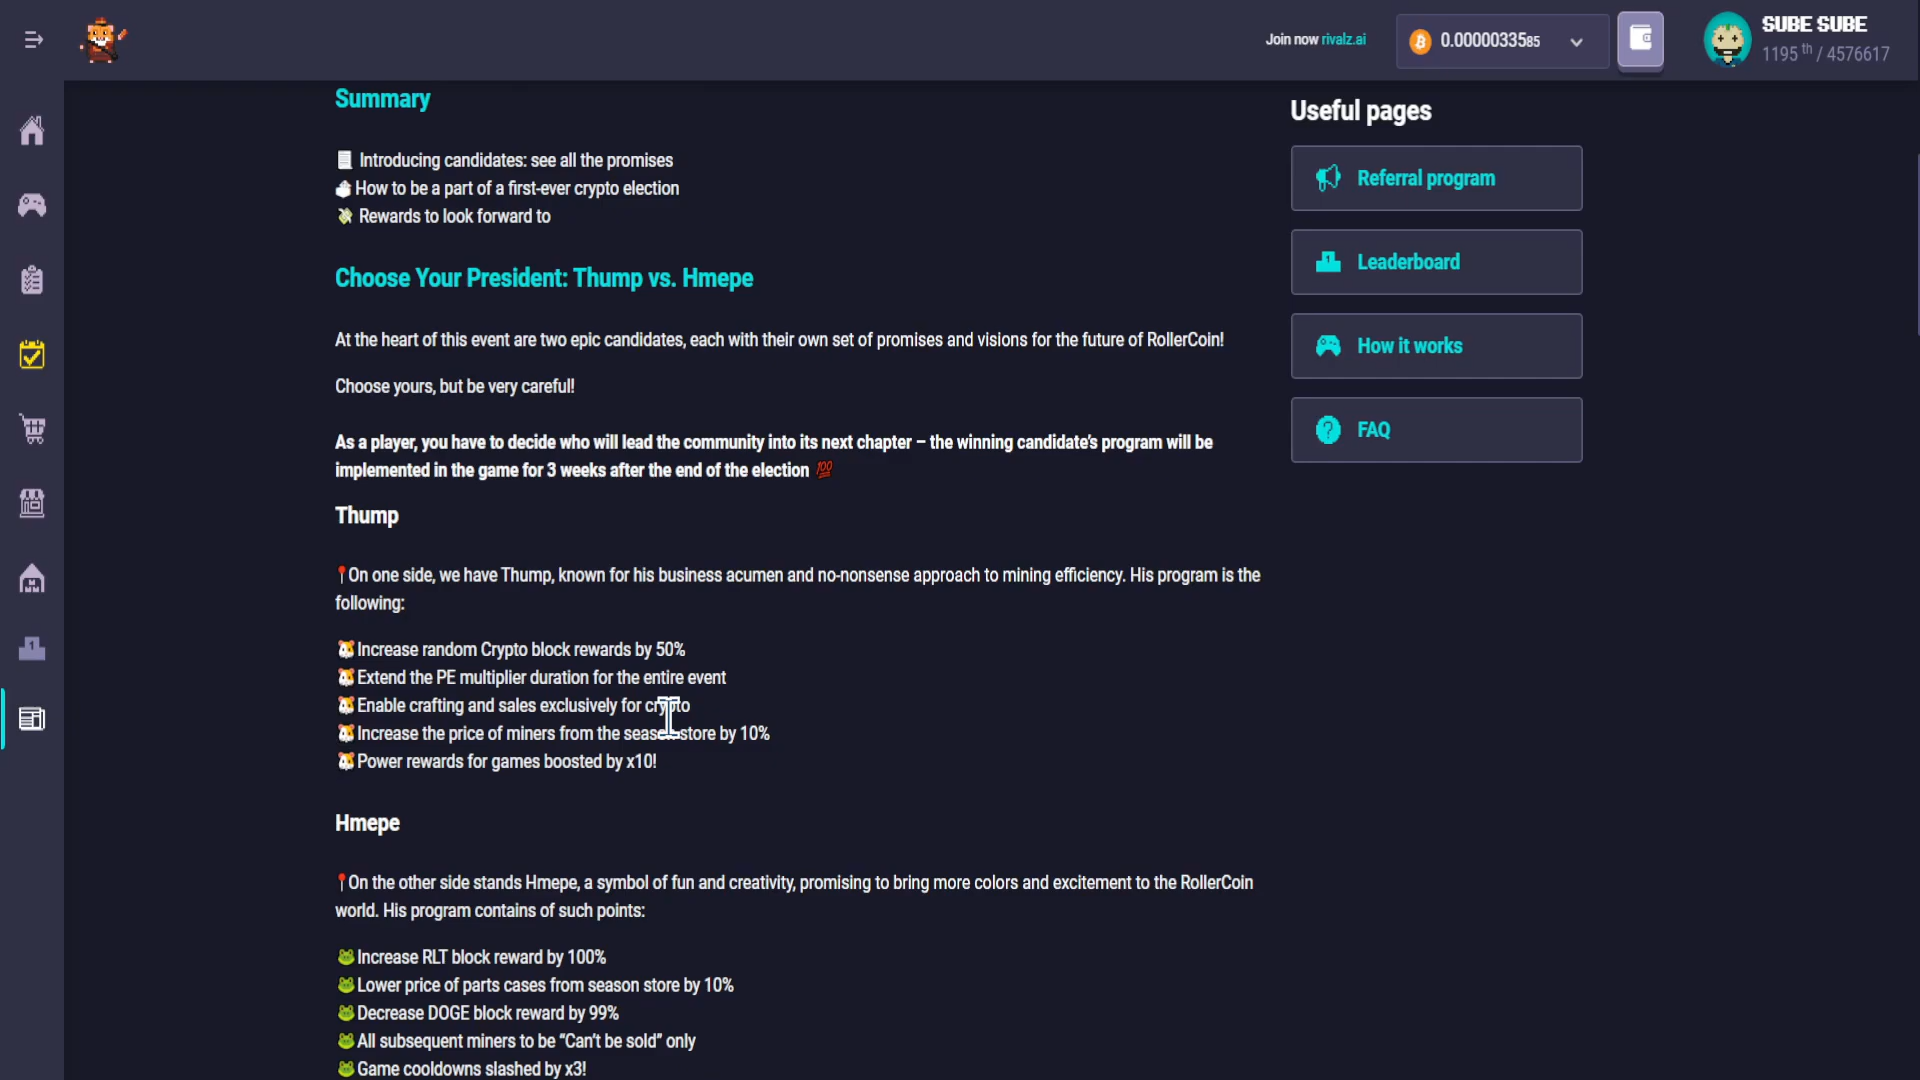 Join now rivalz.ai
0.0000033585
SUBE SUBE
1195 th / 4576617
Summary
📃 Introducing candidates: see all the promises
🗳 How to be a part of a first-ever crypto election
💸 Rewards to look forward to
Choose Your President: Thump vs. Hmepe
At the heart of this event are two epic candidates, each with their own set of promises and visions for the future of RollerCoin!
Choose yours, but be very careful!
As a player, you have to decide who will lead the community into its next chapter – the winning candidate's program will be
implemented in the game for 3 weeks after the end of the election 💯
Thump
📍On one side, we have Thump, known for his business acumen and no-nonsense approach to mining efficiency. His program is the
following:
🐹Increase random Crypto block rewards by 50%
🐹Extend the PE multiplier duration for the entire event
🐹Enable crafting and sales exclusively for crypto
🐹Increase the price of miners from the season store by 10%
🐹Power rewards for games boosted by x10!
Hmepe
📍On the other side stands Hmepe, a symbol of fun and creativity, promising to bring more colors and excitement to the RollerCoin
world. His program contains of such points:
🐸Increase RLT block reward by 100%
🐸Lower price of parts cases from season store by 10%
🐸Decrease DOGE block reward by 99%
🐸All subsequent miners to be “Can't be sold” only
🐸Game cooldowns slashed by x3!
Useful pages
Referral program
Leaderboard
How it works
FAQ